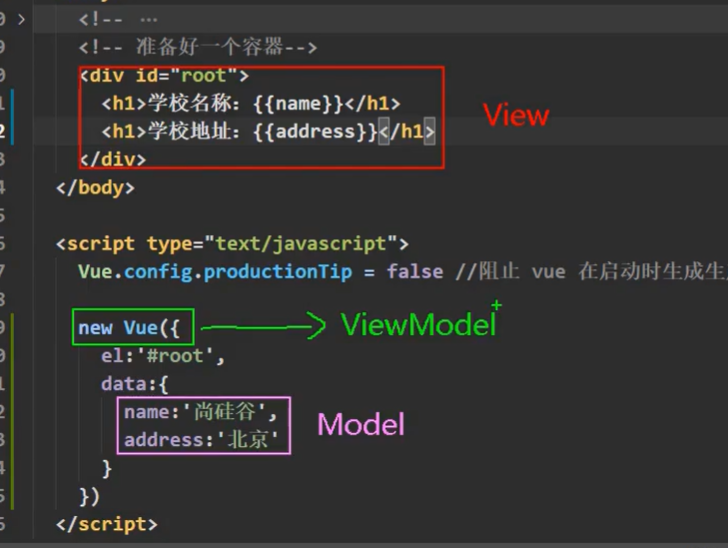 <!-- ...
<!-- 准备好一个容器-->
<div id="root">
<h1>学校名称：{{name}}</h1>
<h1>学校地址：{{address}}</h1>
</div>
View
</body>
<script type="text/javascript">
Vue.config.productionTip = false //阻止 vue 在启动时生成生
new Vue({
ViewModel
el:'#root',
data:{
name:'尚硅谷',
address:'北京'
Model
}
})
</script>